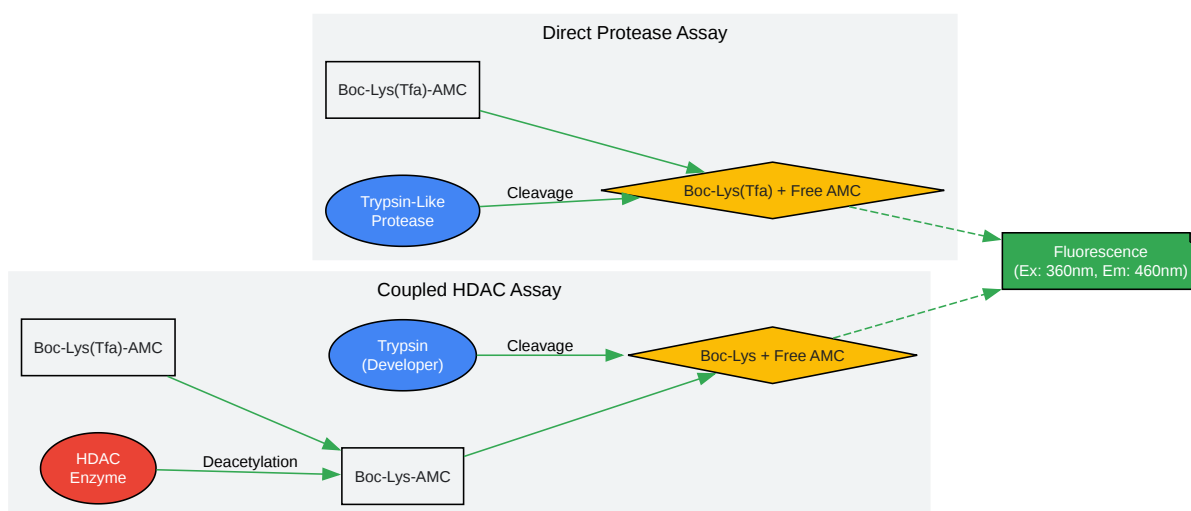 Direct Protease Assay
Boc-Lys(Tfa)-AMC
Trypsin-Like
Protease
Cleavage
Boc-Lys(Tfa) + Free AMC
Fluorescence
(Ex: 360nm, Em: 460nm)
Coupled HDAC Assay
Boc-Lys(Tfa)-AMC
Trypsin
(Developer)
Cleavage
Boc-Lys + Free AMC
HDAC
Enzyme
Deacetylation
Boc-Lys-AMC